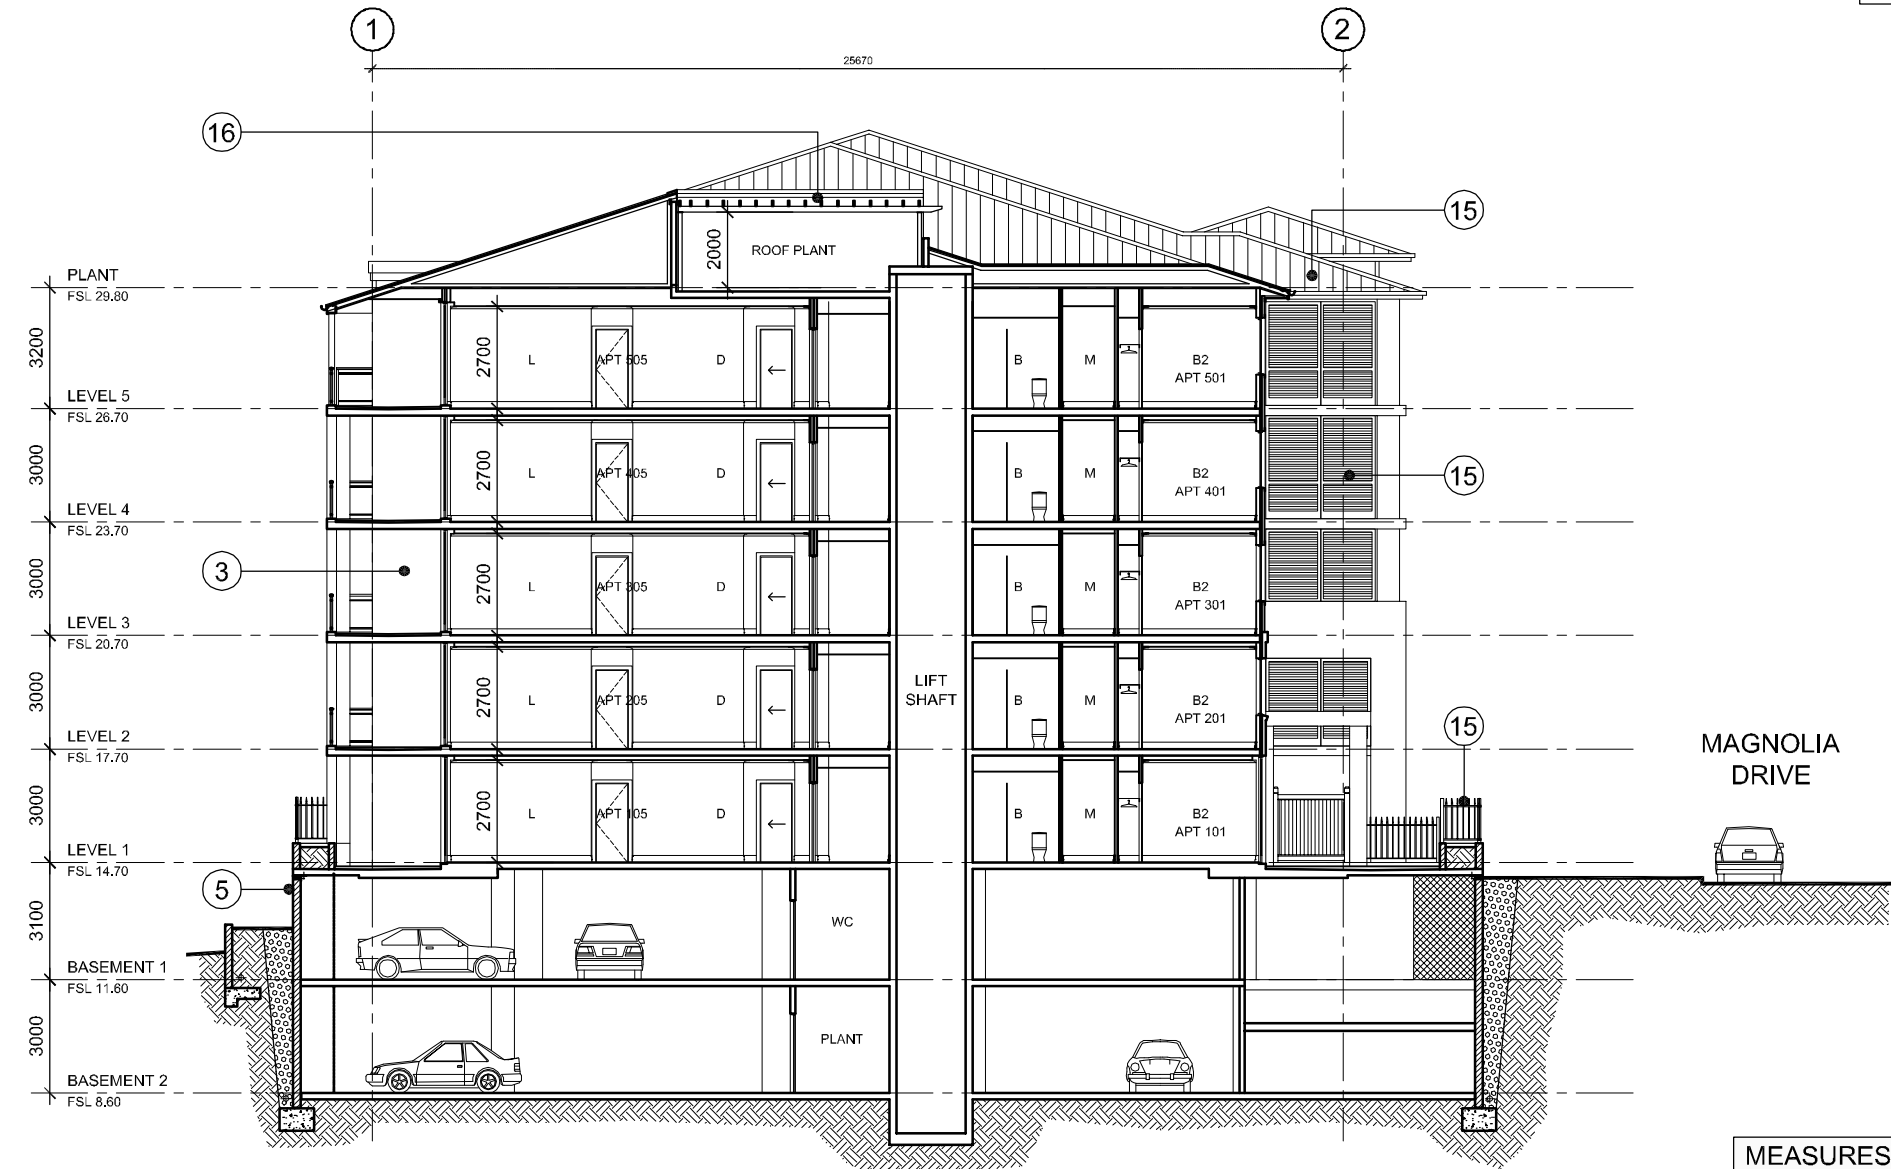 1
2
25670
16
15
ROOF PLANT
2000
PLANT
FSL 29.80
3200
2700
L
APT 505
D
B
M
B2
APT 501
LEVEL 5
FSL 26.70
3000
2700
L
APT 405
D
B
M
B2
APT 401
15
LEVEL 4
FSL 23.70
3
3000
2700
L
APT 305
D
B
M
B2
APT 301
LEVEL 3
FSL 20.70
3000
2700
L
APT 205
D
LIFT
SHAFT
B
M
B2
APT 201
15
LEVEL 2
FSL 17.70
MAGNOLIA
DRIVE
3000
2700
L
APT 105
D
B
M
B2
APT 101
LEVEL 1
FSL 14.70
5
3100
WC
BASEMENT 1
FSL 11.60
3000
PLANT
BASEMENT 2
FSL 8.60
MEASURES